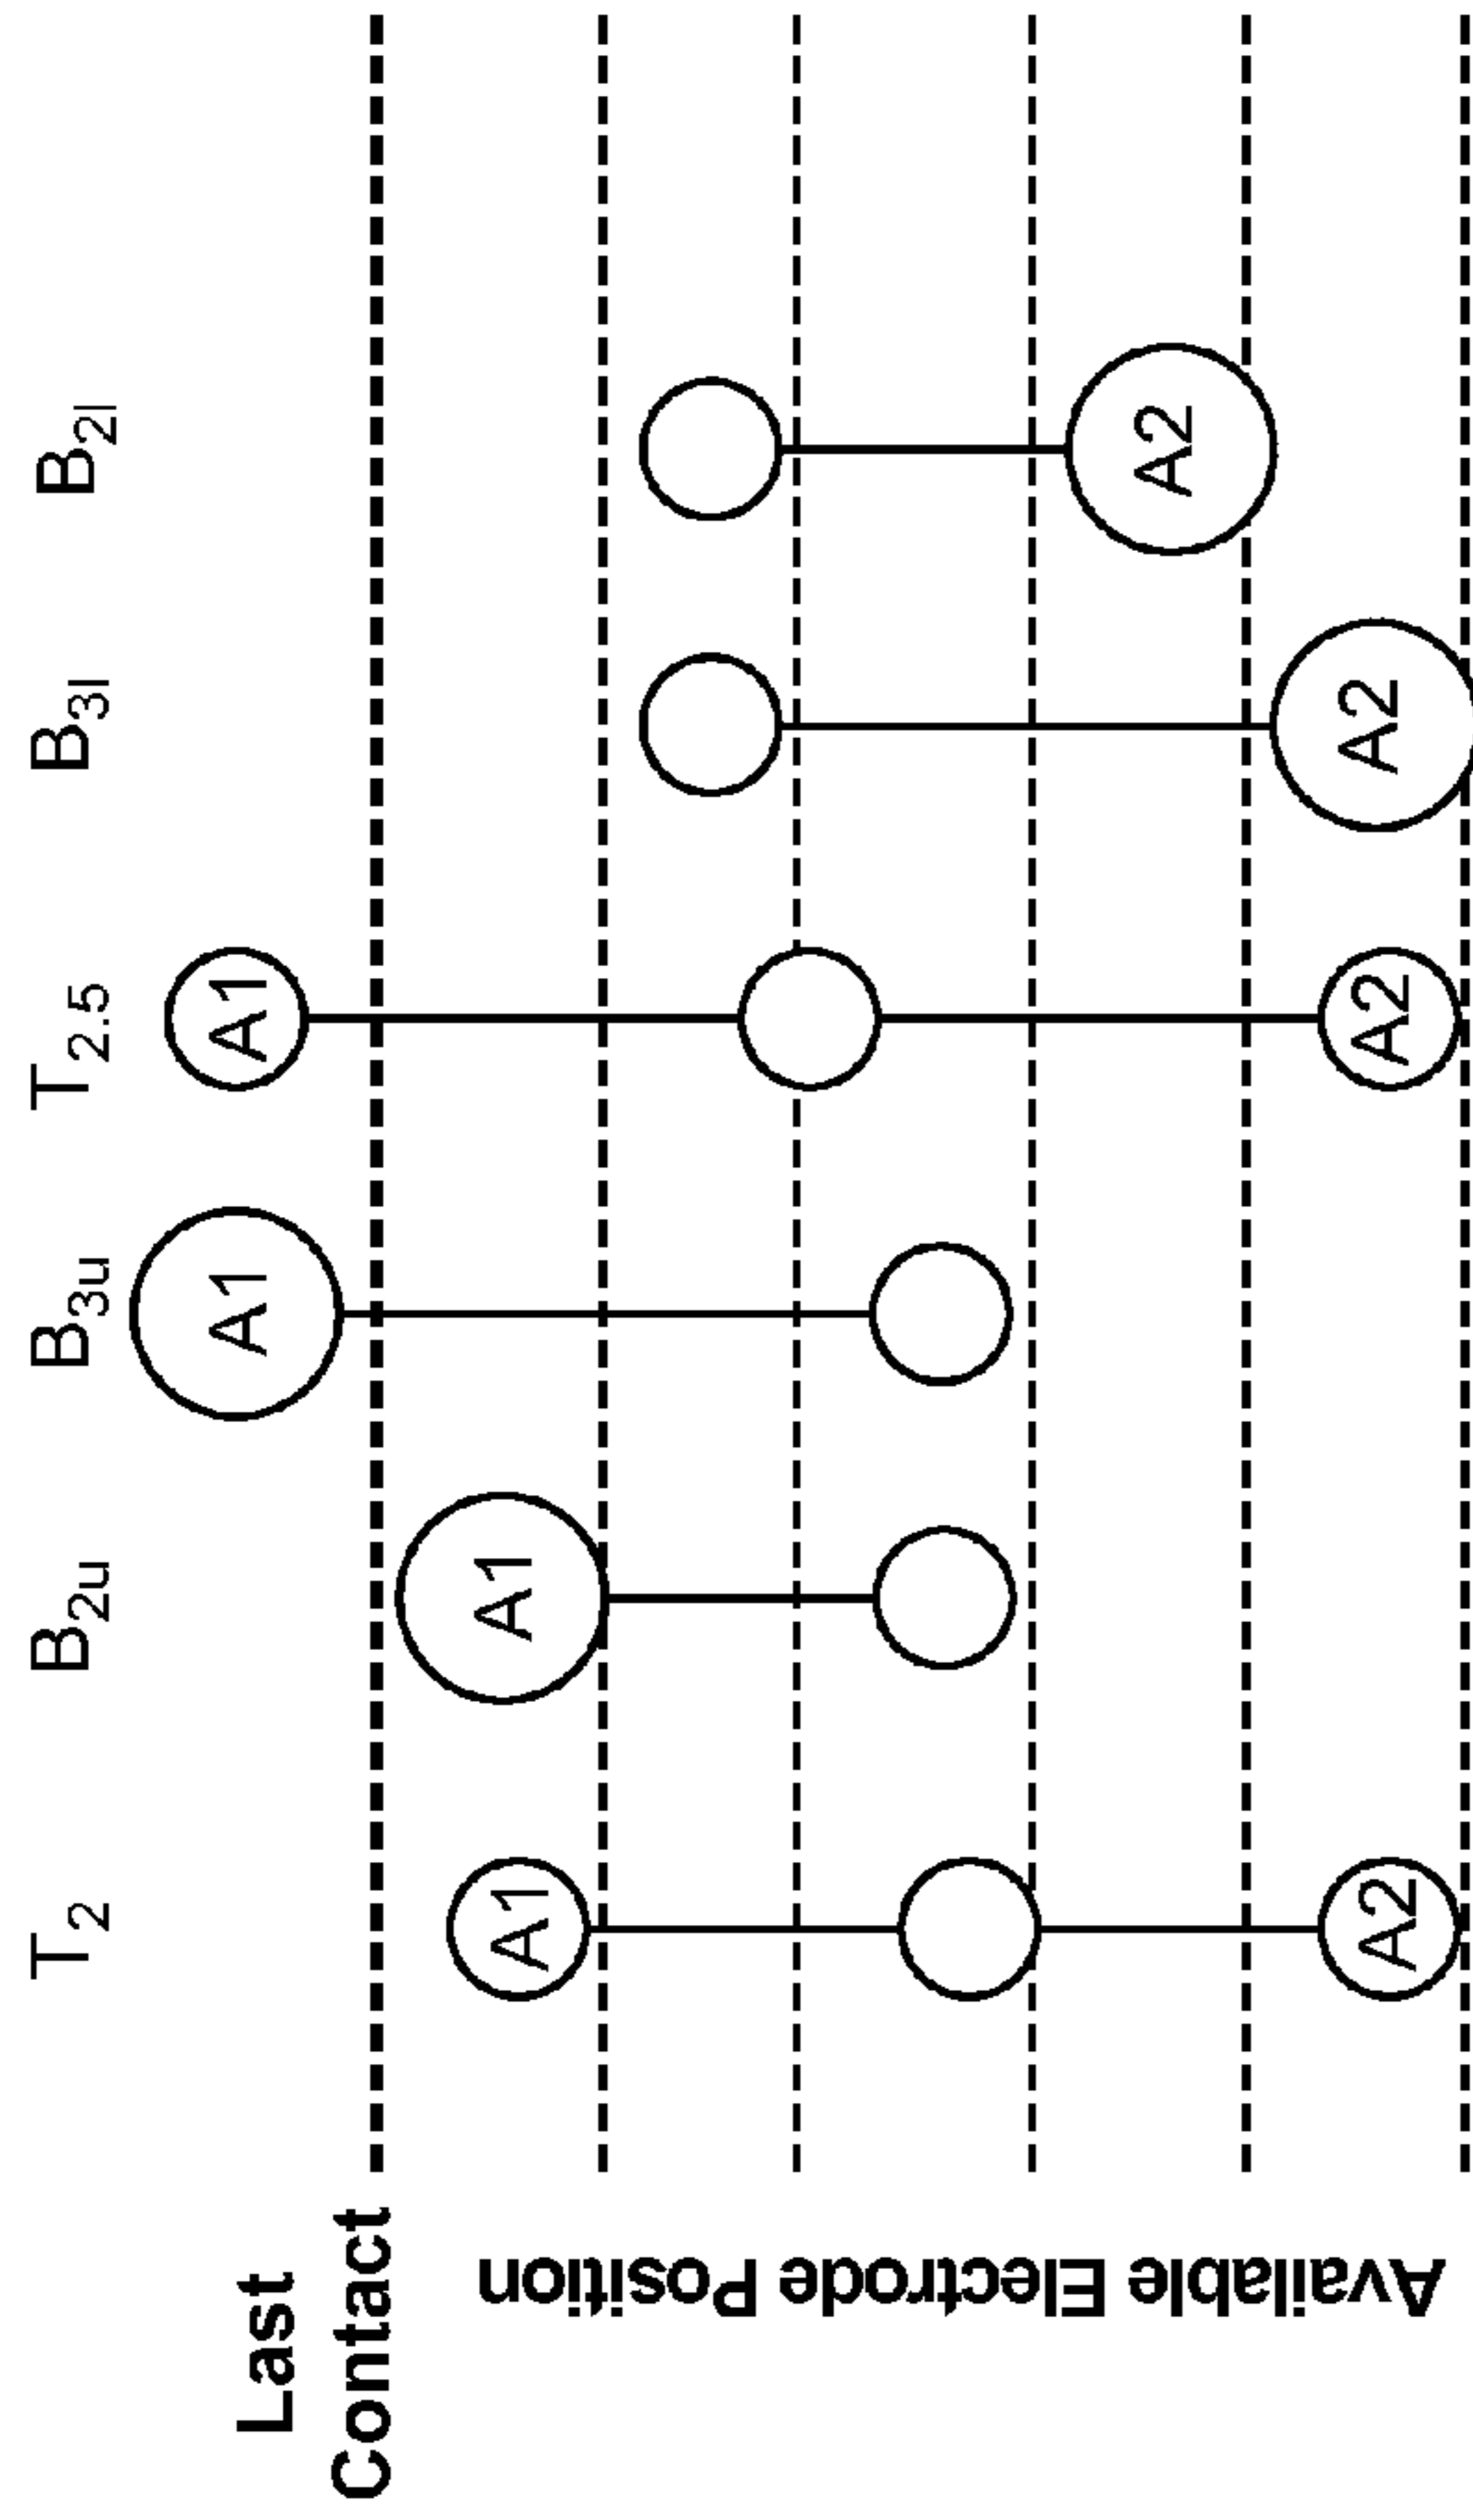 T2 B2u B3u T2.5 B3l B2l
Last
Contact
A1 A1
A1 A1
Available Electrode Position
A2
A2 A2 A2